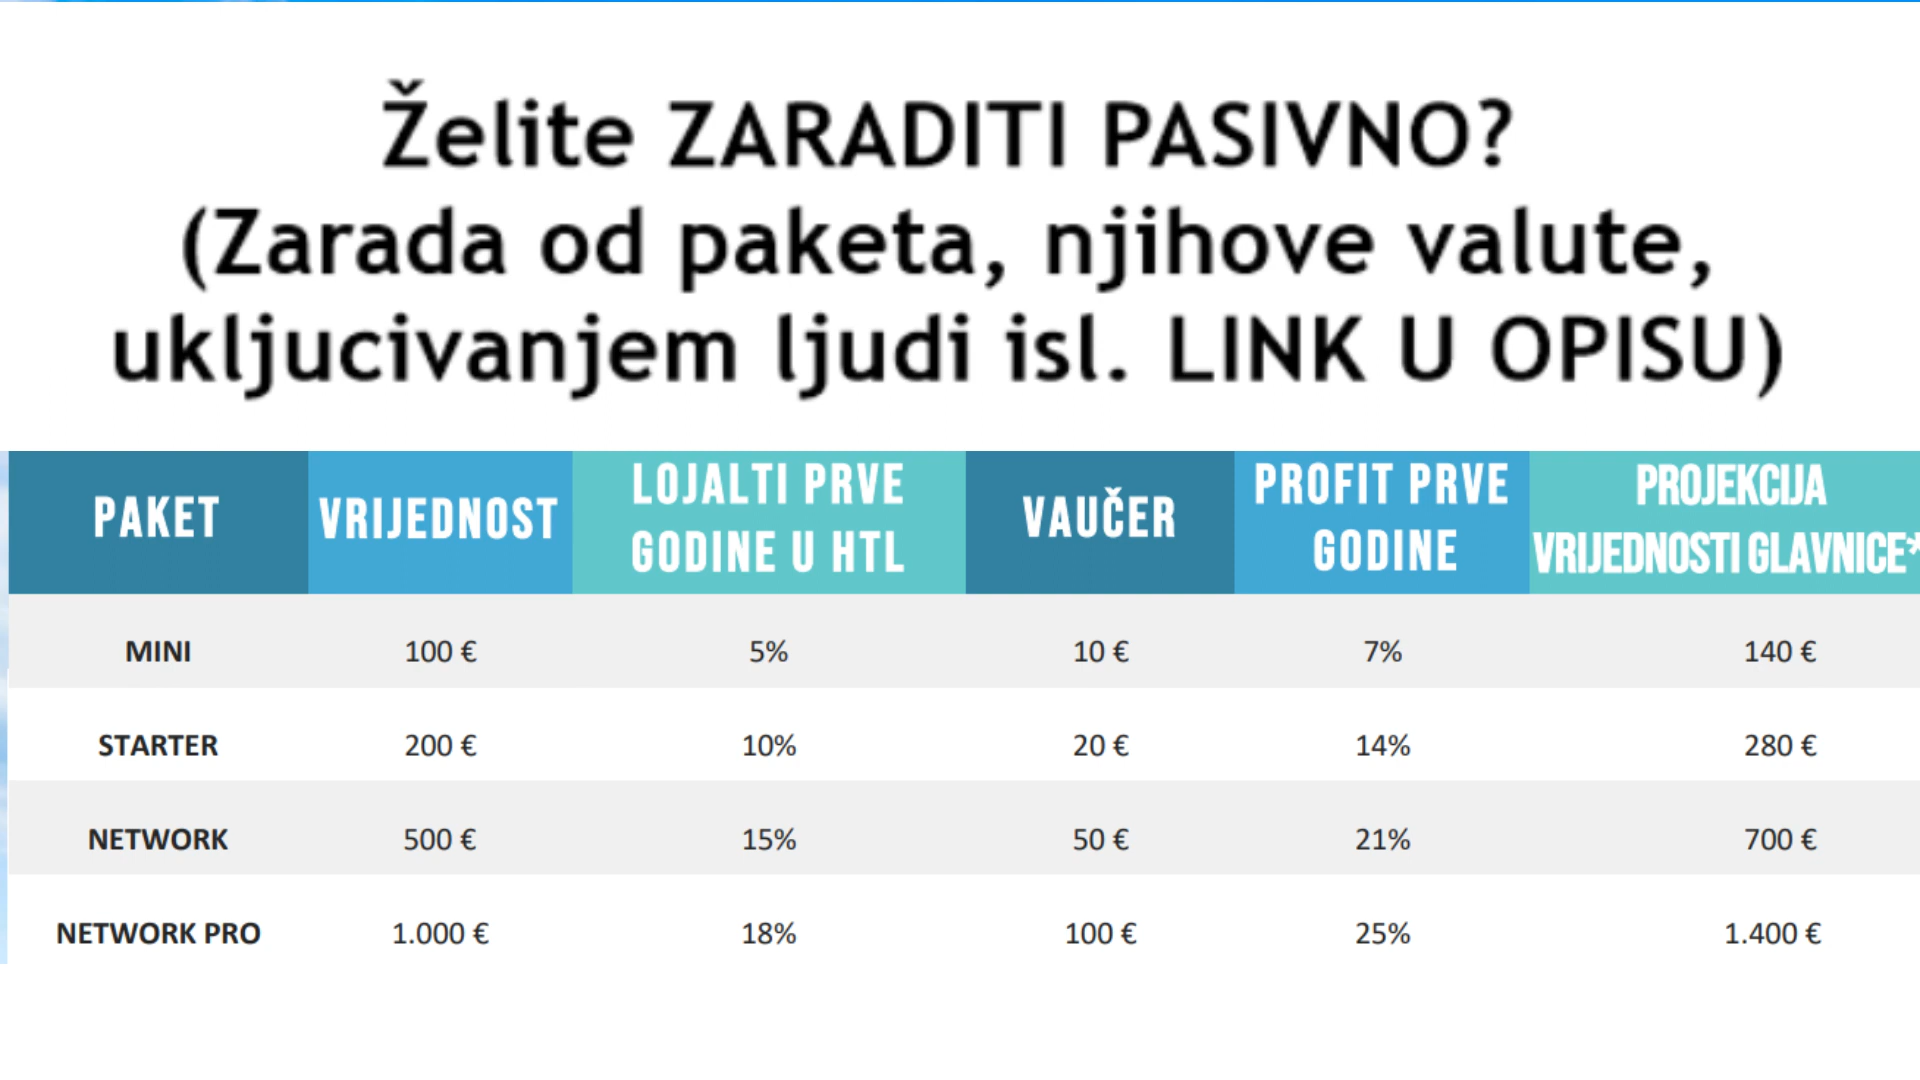 Želite ZARADITI PASIVNO?
(Zarada od paketa, njihove valute,
ukljucivanjem ljudi isl. LINK U OPISU)
PAKET VRIJEDNOST LOJALTI PRVE GODINE U HTL VAUČER PROFIT PRVE GODINE PROJEKCIJA VRIJEDNOSTI GLAVNICE*
MINI 100 € 5% 10 € 7% 140 €
STARTER 200 € 10% 20 € 14% 280 €
NETWORK 500 € 15% 50 € 21% 700 €
NETWORK PRO 1.000 € 18% 100 € 25% 1.400 €